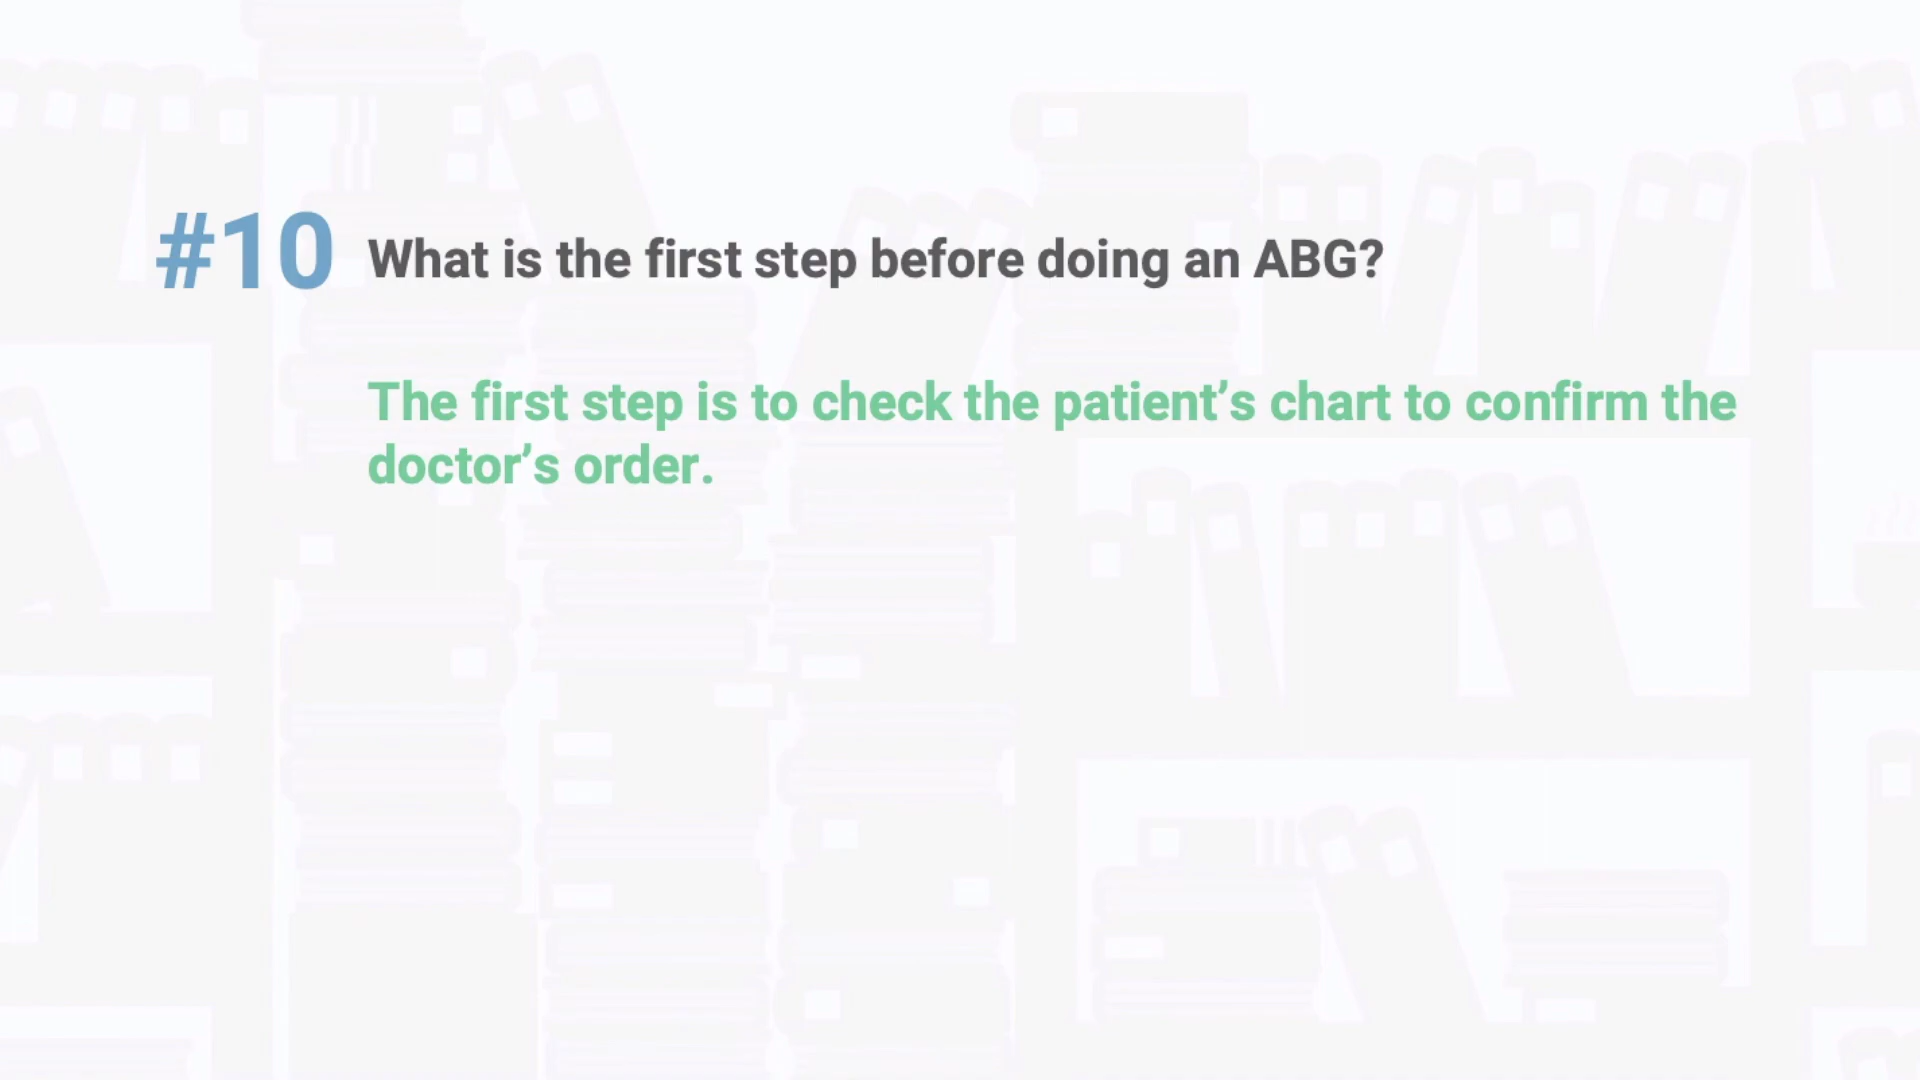 #10 What is the first step before doing an ABG?
The first step is to check the patient’s chart to confirm the
doctor’s order.